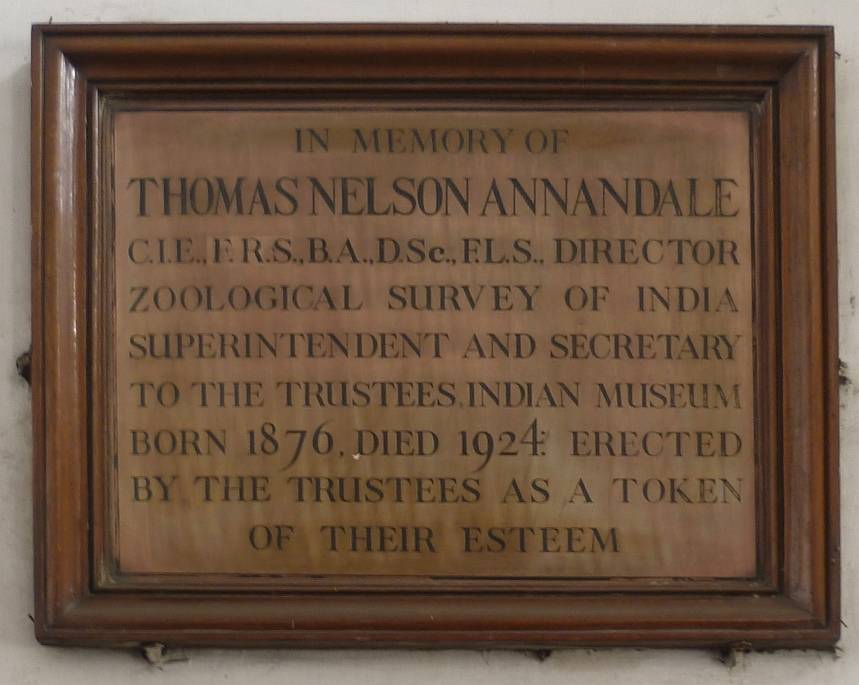 IN MEMORY OF
THOMAS NELSON ANNANDALE
C.I.E., F.R.S., B.A., D.Sc., F.L.S., DIRECTOR
ZOOLOGICAL SURVEY OF INDIA
SUPERINTENDENT AND SECRETARY
TO THE TRUSTEES, INDIAN MUSEUM
BORN 1876, DIED 1924: ERECTED
BY THE TRUSTEES AS A TOKEN
OF THEIR ESTEEM